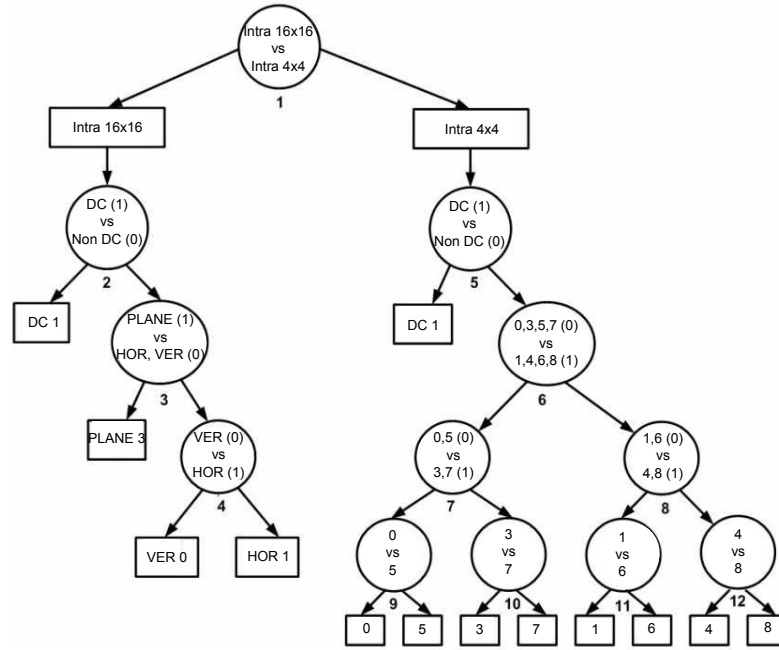 Intra 16x16
vs
Intra 4x4
1
Intra 16x16
Intra 4x4
DC (1)
vs
Non DC (0)
2
DC (1)
vs
Non DC (0)
5
DC 1
PLANE (1)
vs
HOR, VER (0)
3
DC 1
0,3,5,7 (0)
vs
1,4,6,8 (1)
6
PLANE 3
VER (0)
vs
HOR (1)
4
0,5 (0)
vs
3,7 (1)
7
1,6 (0)
vs
4,8 (1)
8
VER 0
HOR 1
0
vs
5
9
3
vs
7
10
1
vs
6
11
4
vs
8
12
0
5
3
7
1
6
4
8